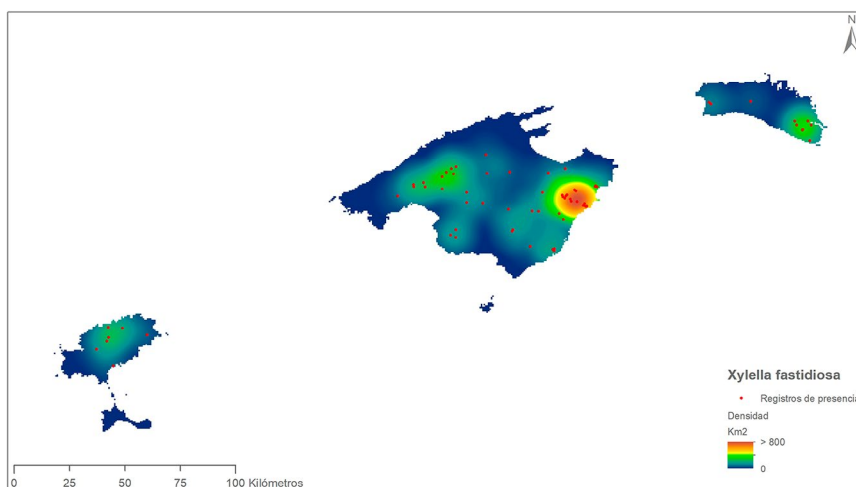 N
Xylella fastidiosa
Registros de presencia
Densidad
Km2
> 800
0
0 25 50 100 Kilómetros
75